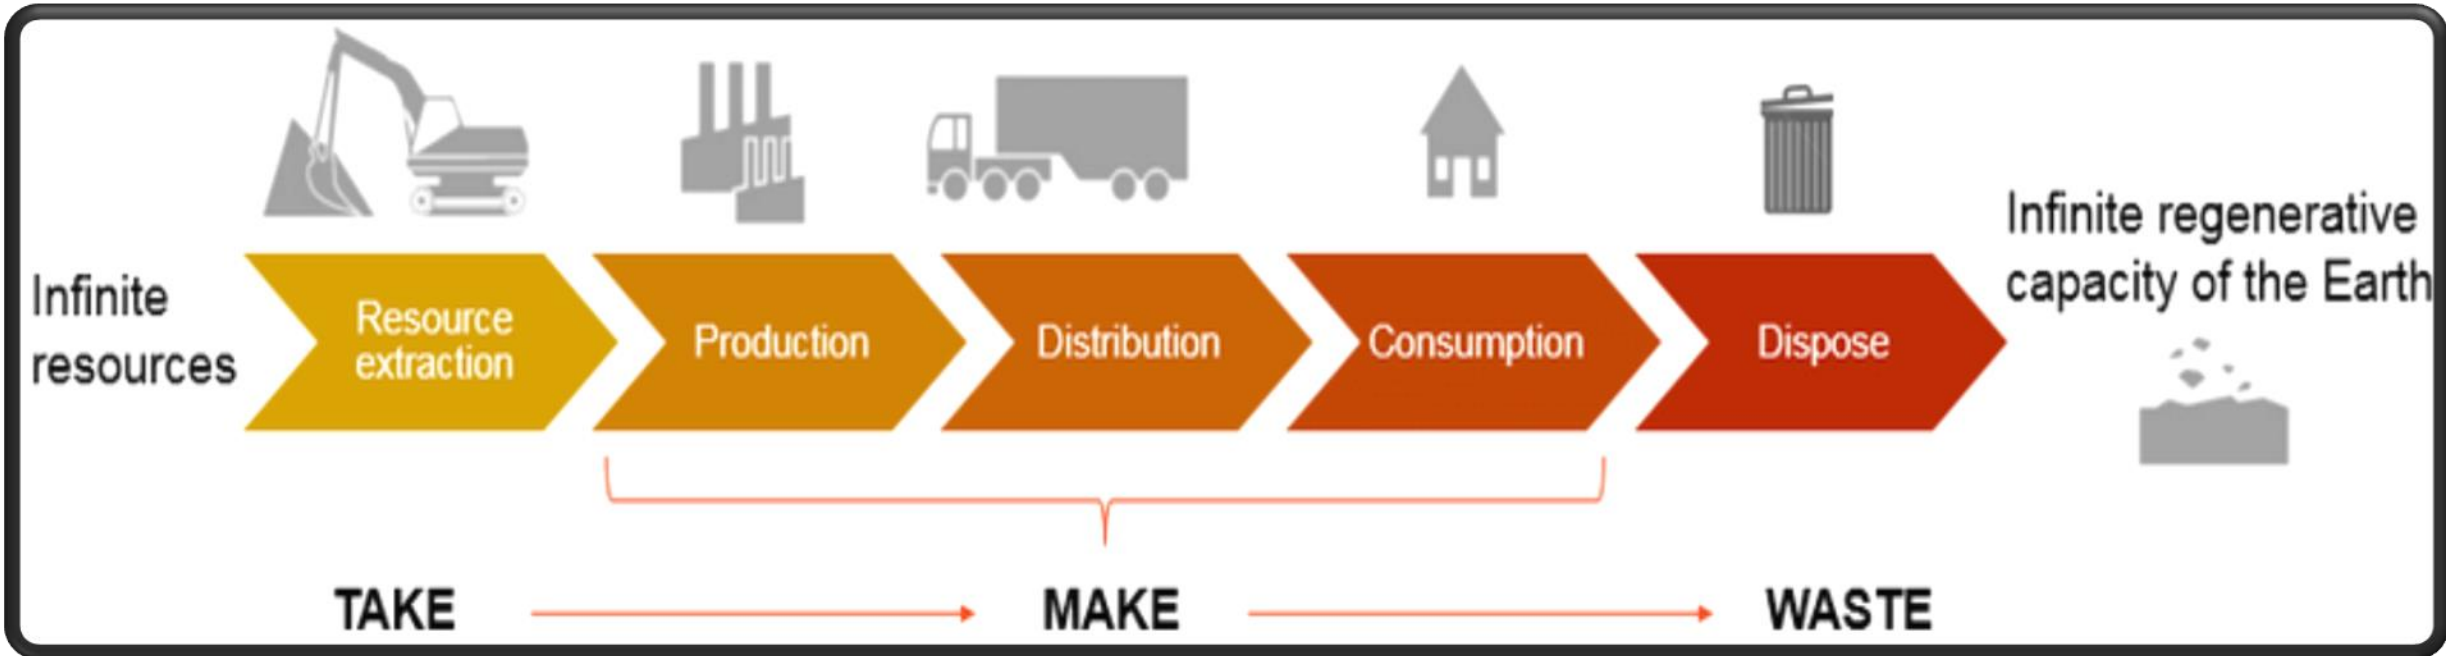 Infinite
resources
Resource
extraction
Production
Distribution
Consumption
Dispose
Infinite regenerative
capacity of the Earth
TAKE
MAKE
WASTE